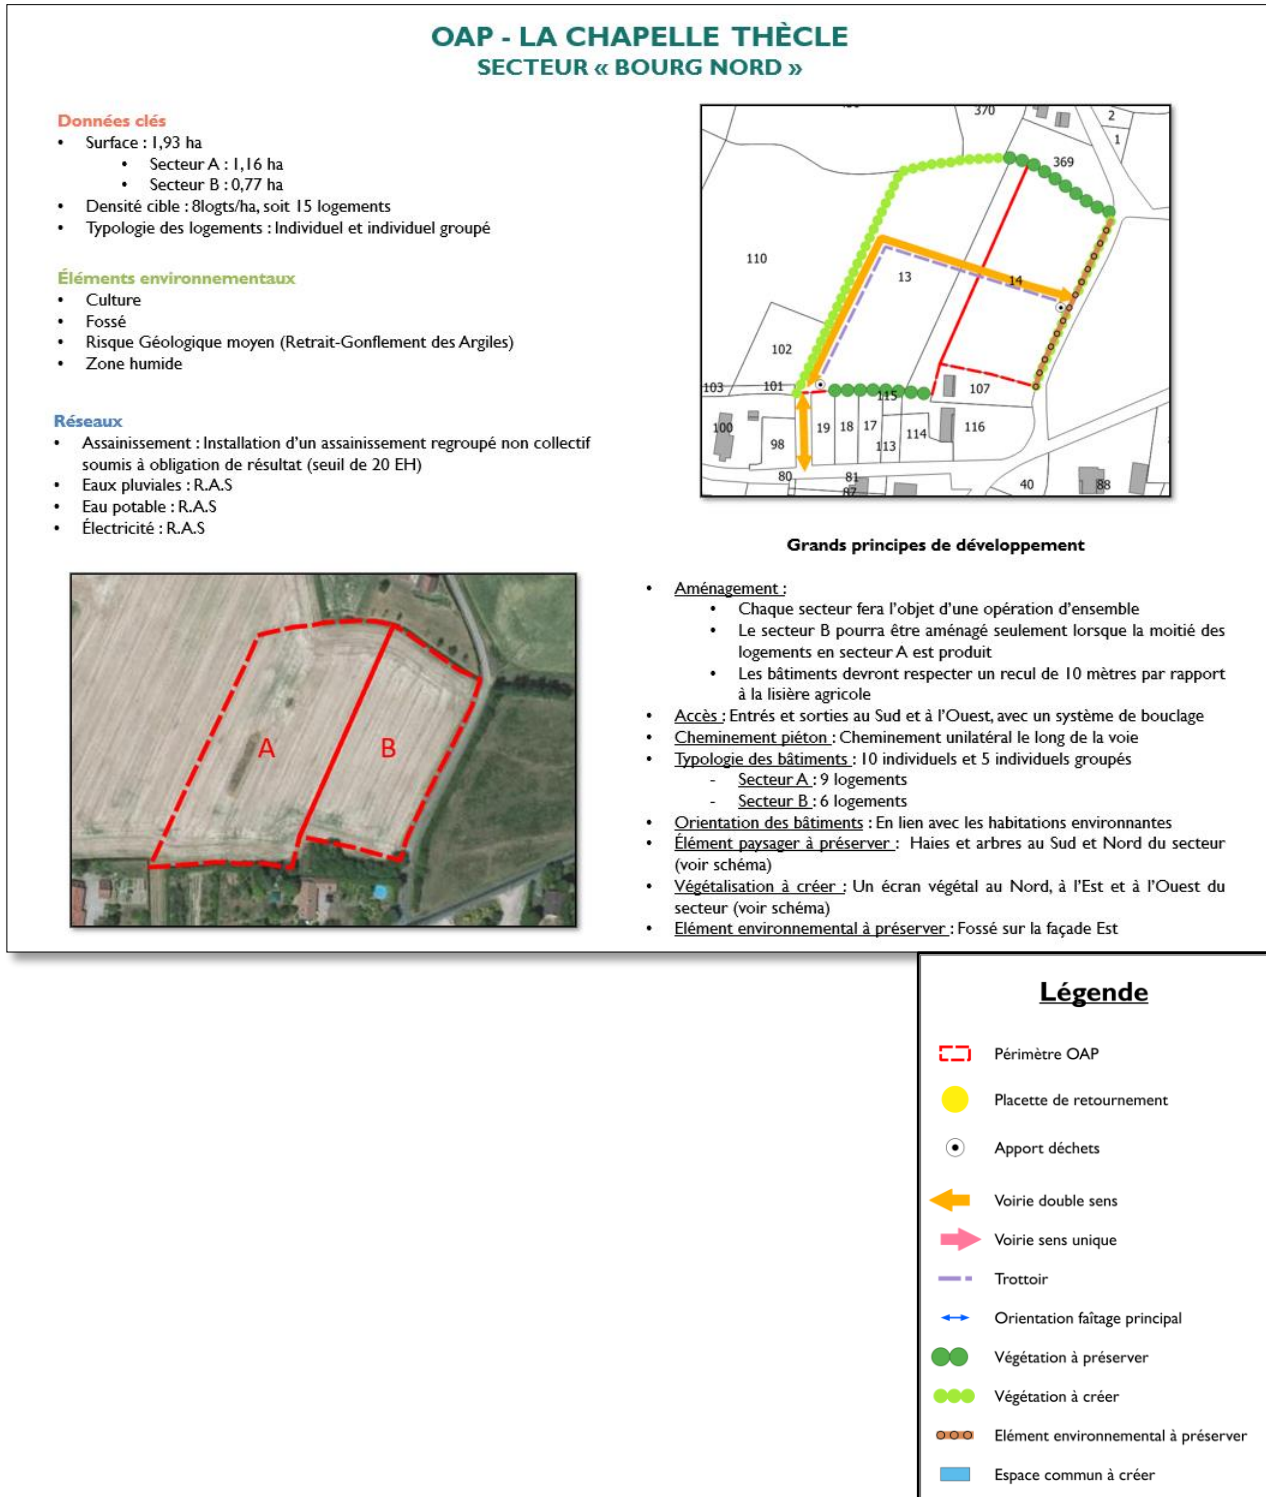 OAP - LA CHAPELLE THÈCLE
SECTEUR « BOURG NORD »
Données clés
• Surface : 1,93 ha
• Secteur A : 1,16 ha
• Secteur B : 0,77 ha
• Densité cible : 8logts/ha, soit 15 logements
• Typologie des logements : Individuel et individuel groupé
Éléments environnementaux
• Culture
• Fossé
• Risque Géologique moyen (Retrait-Gonflement des Argiles)
• Zone humide
Réseaux
• Assainissement : Installation d'un assainissement regroupé non collectif
soumis à obligation de résultat (seuil de 20 EH)
• Eaux pluviales : R.A.S
• Eau potable : R.A.S
• Électricité : R.A.S
A
B
370
2
1
369
110
13
14
102
103
101
115
107
100
98
19
18
17
113
114
116
80
81
87
40
88
Grands principes de développement
• Aménagement :
• Chaque secteur fera l'objet d'une opération d'ensemble
• Le secteur B pourra être aménagé seulement lorsque la moitié des
logements en secteur A est produit
• Les bâtiments devront respecter un recul de 10 mètres par rapport
à la lisière agricole
• Accès : Entrés et sorties au Sud et à l'Ouest, avec un système de bouclage
• Cheminement piéton : Cheminement unilatéral le long de la voie
• Typologie des bâtiments : 10 individuels et 5 individuels groupés
- Secteur A : 9 logements
- Secteur B : 6 logements
• Orientation des bâtiments : En lien avec les habitations environnantes
• Élément paysager à préserver : Haies et arbres au Sud et Nord du secteur
(voir schéma)
• Végétalisation à créer : Un écran végétal au Nord, à l'Est et à l'Ouest du
secteur (voir schéma)
• Elément environnemental à préserver : Fossé sur la façade Est
Légende
Périmètre OAP
Placette de retournement
Apport déchets
Voirie double sens
Voirie sens unique
Trottoir
Orientation faîtage principal
Végétation à préserver
Végétation à créer
Elément environnemental à préserver
Espace commun à créer